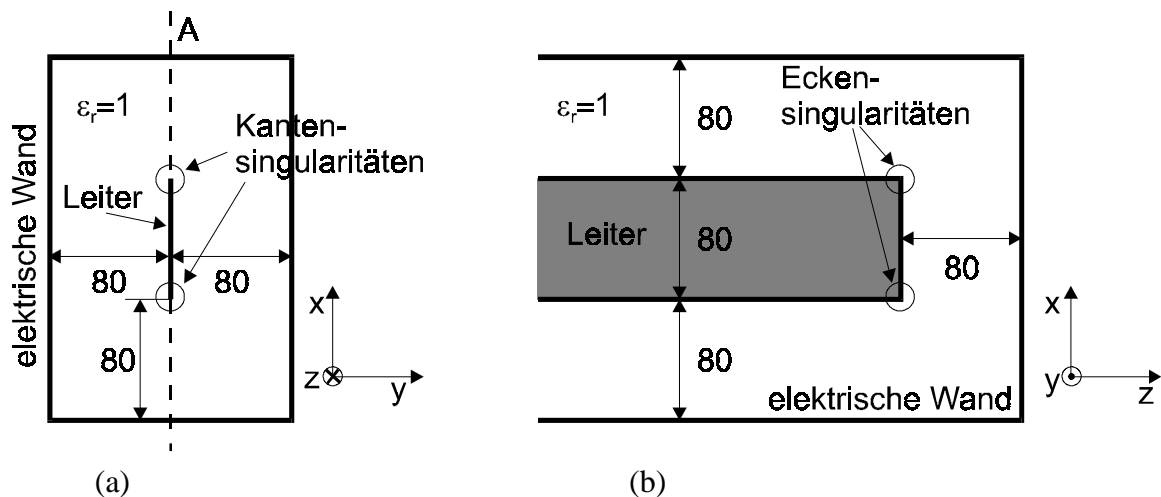 A
εr=1
Kanten-
singularitäten
Leiter
elektrische Wand
80
80
80
x
z
y
(a)
εr=1
80
Ecken-
singularitäten
Leiter
80
80
80
elektrische Wand
x
y
z
(b)